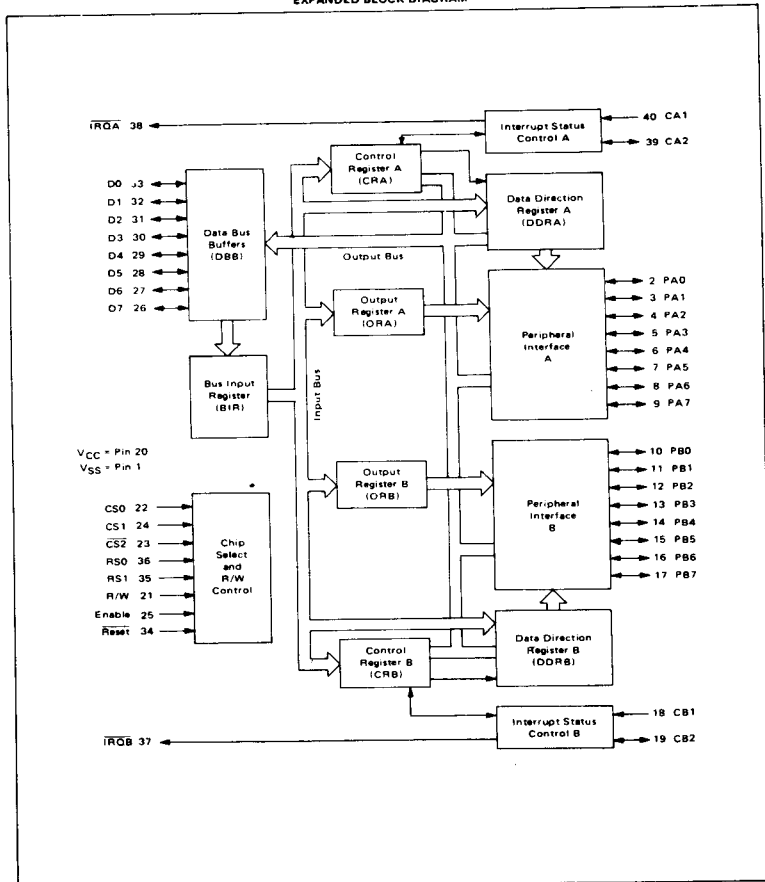 EXPANDED BLOCK DIAGRAM
IRQA 38
Interrupt Status
Control A
40 CA1
39 CA2
Control
Register A
(CRA)
D0 33
D1 32
D2 31
D3 30
D4 29
D5 28
D6 27
D7 26
Data Bus
Buffers
(DBB)
Data Direction
Register A
(DDRA)
Output Bus
Output
Register A
(ORA)
Peripheral
Interface
A
2 PA0
3 PA1
4 PA2
5 PA3
6 PA4
7 PA5
8 PA6
9 PA7
Bus Input
Register
(BIR)
Input Bus
VCC = Pin 20
VSS = Pin 1
Output
Register B
(ORB)
Peripheral
Interface
B
10 PB0
11 PB1
12 PB2
13 PB3
14 PB4
15 PB5
16 PB6
17 PB7
CS0 22
CS1 24
CS2 23
RS0 36
RS1 35
R/W 21
Enable 25
Reset 34
Chip
Select
and
R/W
Control
Control
Register B
(CRB)
Data Direction
Register B
(DDRB)
IRQB 37
Interrupt Status
Control B
18 CB1
19 CB2